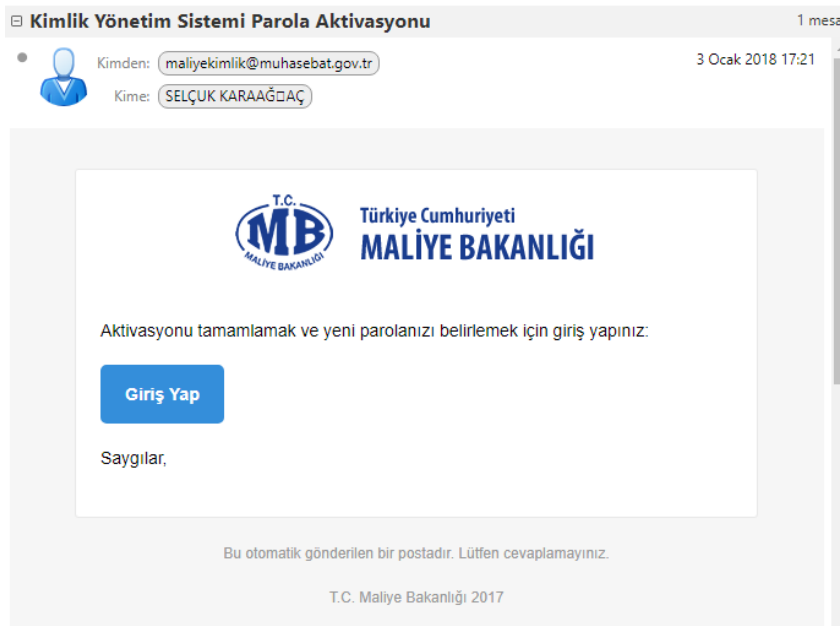 Kimlik Yönetim Sistemi Parola Aktivasyonu
1 mesa
Kimden: maliyekimlik@muhasebat.gov.tr
3 Ocak 2018 17:21
Kime: SELÇUK KARAAĞ□AÇ
T.C.
MB
MALİYE BAKANLIĞI
Türkiye Cumhuriyeti
MALİYE BAKANLIĞI
Aktivasyonu tamamlamak ve yeni parolanızı belirlemek için giriş yapınız:
Giriş Yap
Saygılar,
Bu otomatik gönderilen bir postadır. Lütfen cevaplamayınız.
T.C. Maliye Bakanlığı 2017